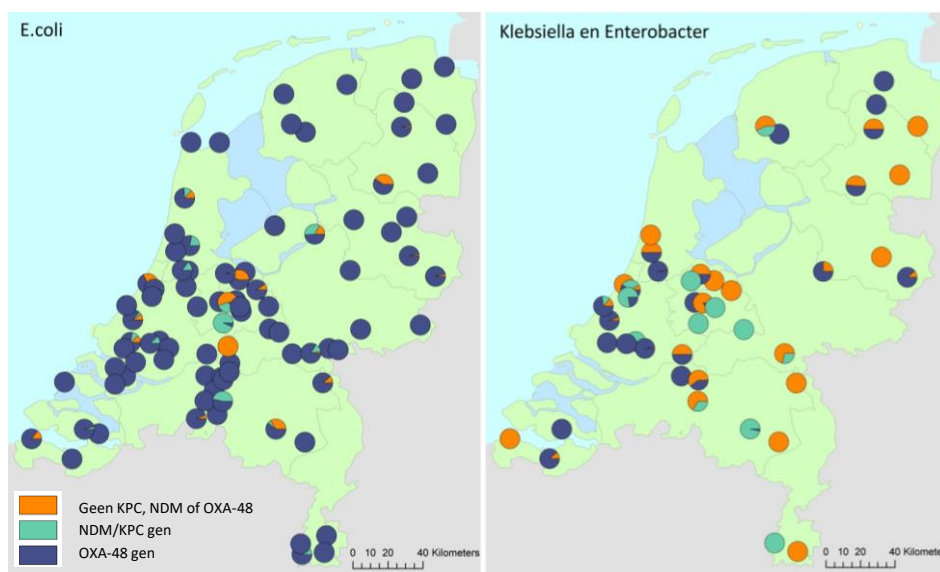 E.coli
Klebsiella en Enterobacter
Geen KPC, NDM of OXA-48
NDM/KPC gen
OXA-48 gen
0 10 20 40 Kilometers
0 10 20 40 Kilometer